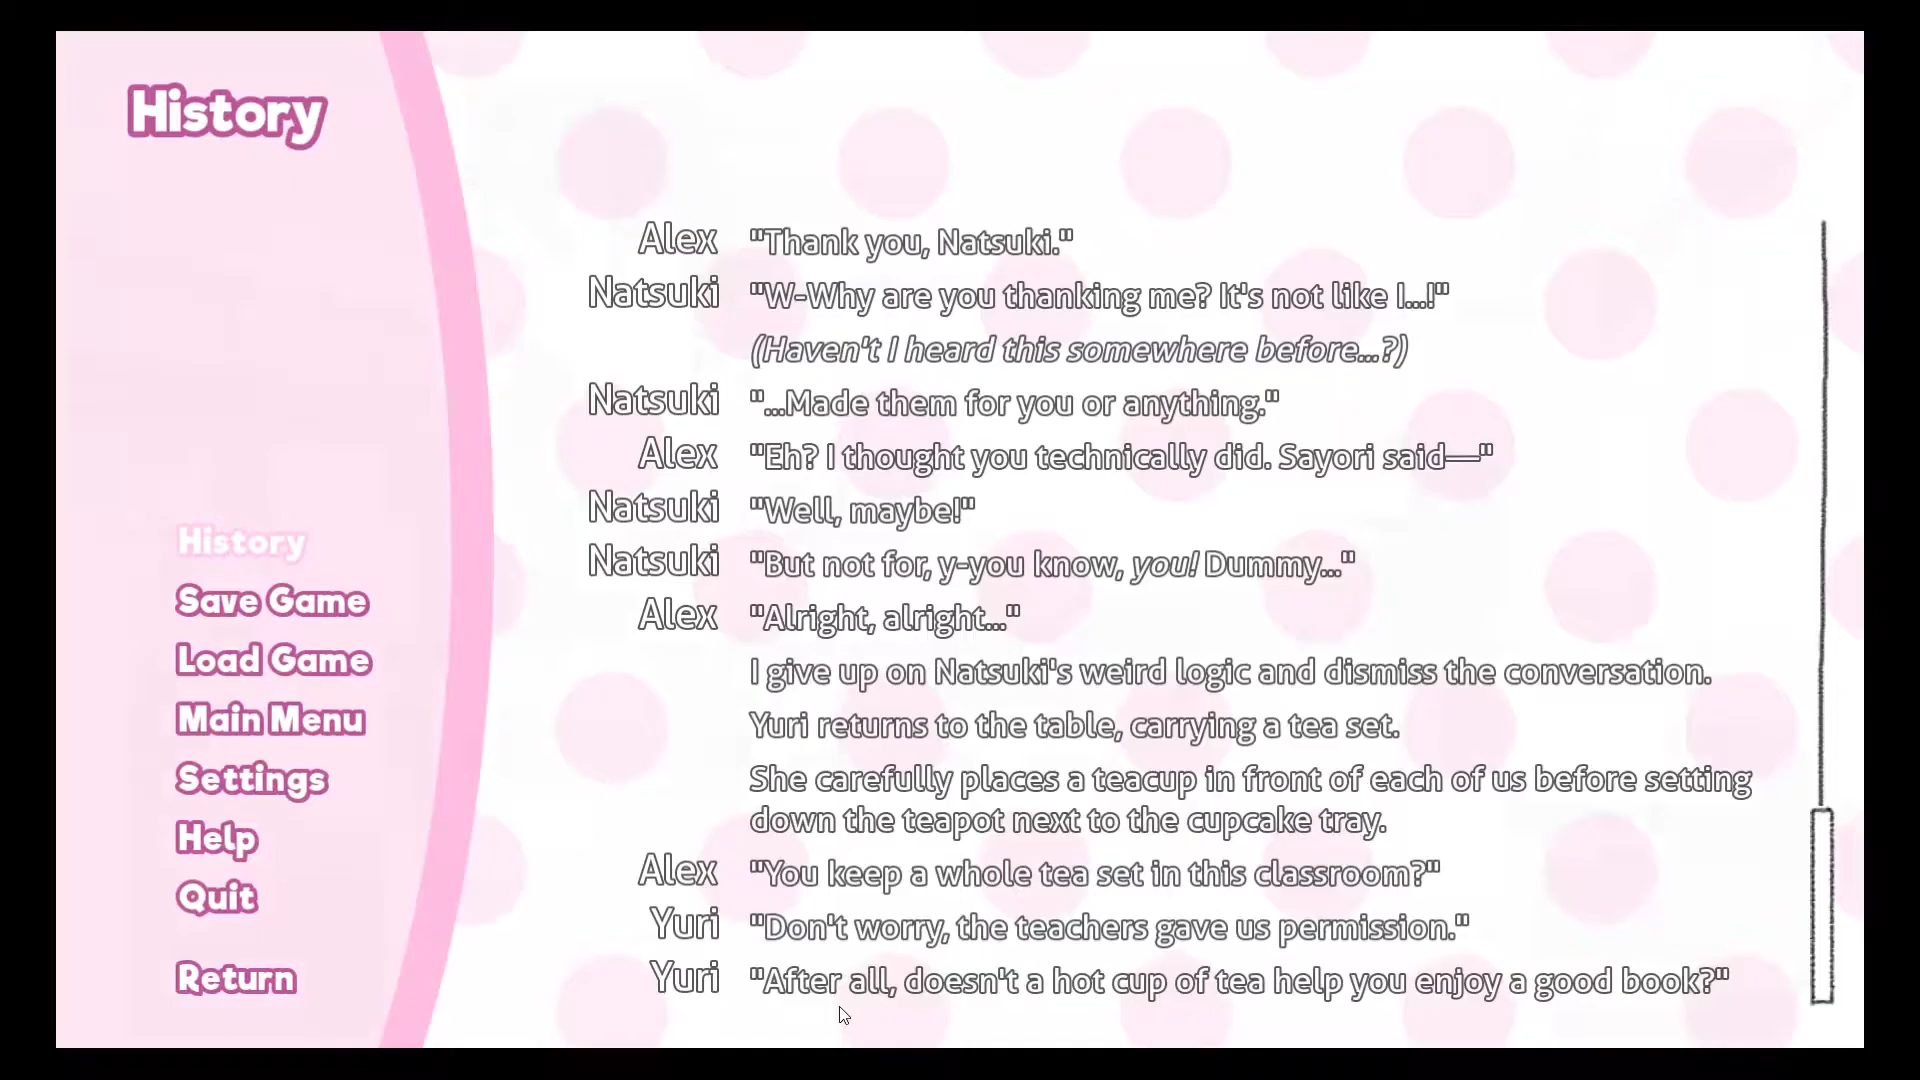 History
Alex "Thank you, Natsuki."
Natsuki "W-Why are you thanking me? It's not like I...!"
(Haven't I heard this somewhere before...?)
Natsuki "...Made them for you or anything."
Alex "Eh? I thought you technically did. Sayori said—"
Natsuki "Well, maybe!"
Natsuki "But not for, y-you know, you! Dummy..."
Alex "Alright, alright..."
I give up on Natsuki's weird logic and dismiss the conversation.
Yuri returns to the table, carrying a tea set.
She carefully places a teacup in front of each of us before setting
down the teapot next to the cupcake tray.
Alex "You keep a whole tea set in this classroom?"
Yuri "Don't worry, the teachers gave us permission."
Yuri "After all, doesn't a hot cup of tea help you enjoy a good book?"
History
Save Game
Load Game
Main Menu
Settings
Help
Quit
Return